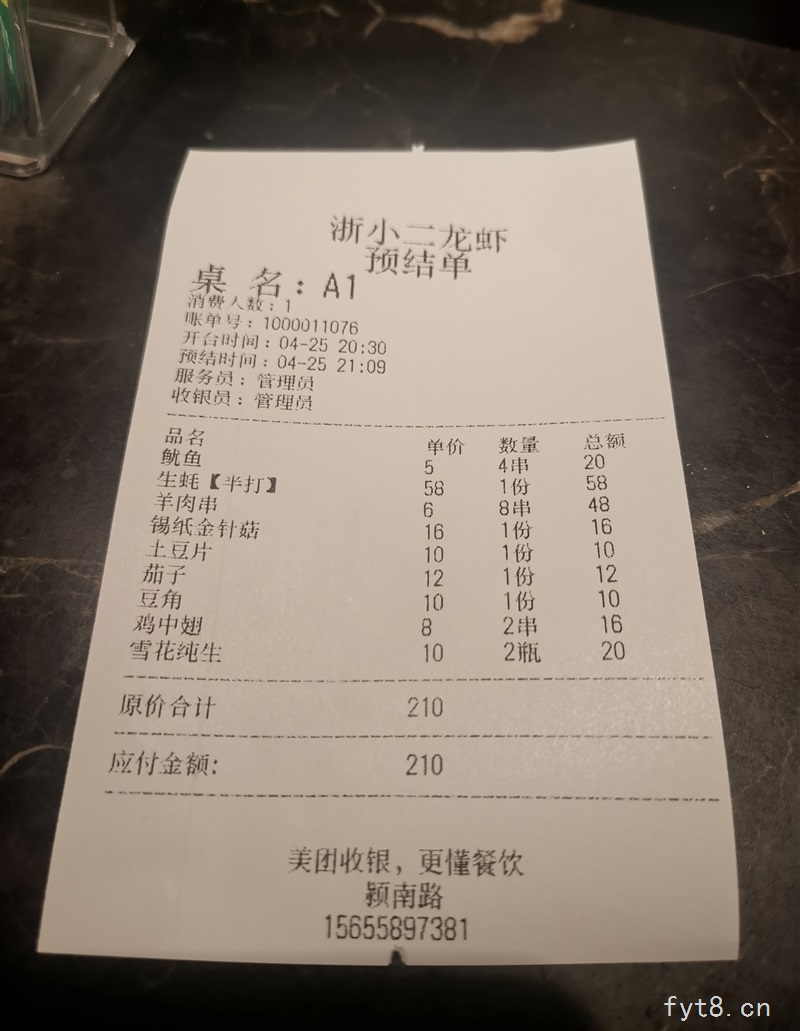 浙小二龙虾
预结单
桌 名：A1
消费人数：1
账单号：1000011076
开台时间：04-25 20:30
预结时间：04-25 21:09
服务员：管理员
收银员：管理员
品名 单价 数量 总额
鱿鱼 5 4串 20
生蚝【半打】 58 1份 58
羊肉串 6 8串 48
锡纸金针菇 16 1份 16
土豆片 10 1份 10
茄子 12 1份 12
豆角 10 1份 10
鸡中翅 8 2串 16
雪花纯生 10 2瓶 20
原价合计 210
应付金额： 210
美团收银，更懂餐饮
颍南路
15655897381
fyt8.cn